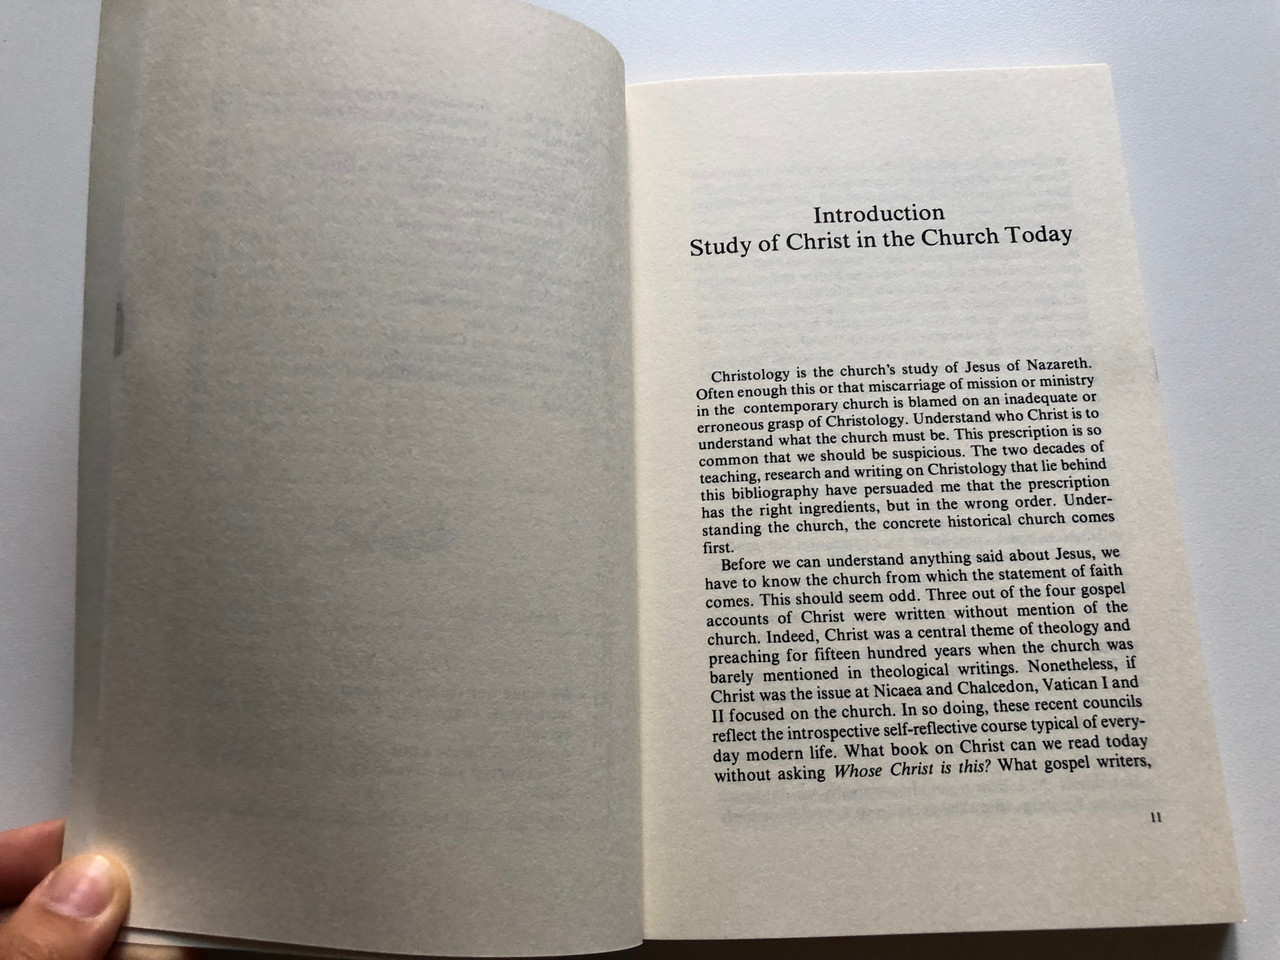 Introduction
Study of Christ in the Church Today
Christology is the church's study of Jesus of Nazareth.
Often enough this or that miscarriage of mission or ministry
in the contemporary church is blamed on an inadequate or
erroneous grasp of Christology. Understand who Christ is to
understand what the church must be. This prescription is so
common that we should be suspicious. The two decades of
teaching, research and writing on Christology that lie behind
this bibliography have persuaded me that the prescription
has the right ingredients, but in the wrong order. Under-
standing the church, the concrete historical church comes
first.
Before we can understand anything said about Jesus, we
have to know the church from which the statement of faith
comes. This should seem odd. Three out of the four gospel
accounts of Christ were written without mention of the
church. Indeed, Christ was a central theme of theology and
preaching for fifteen hundred years when the church was
barely mentioned in theological writings. Nonetheless, if
Christ was the issue at Nicaea and Chalcedon, Vatican I and
II focused on the church. In so doing, these recent councils
reflect the introspective self-reflective course typical of every-
day modern life. What book on Christ can we read today
without asking Whose Christ is this? What gospel writers,
11